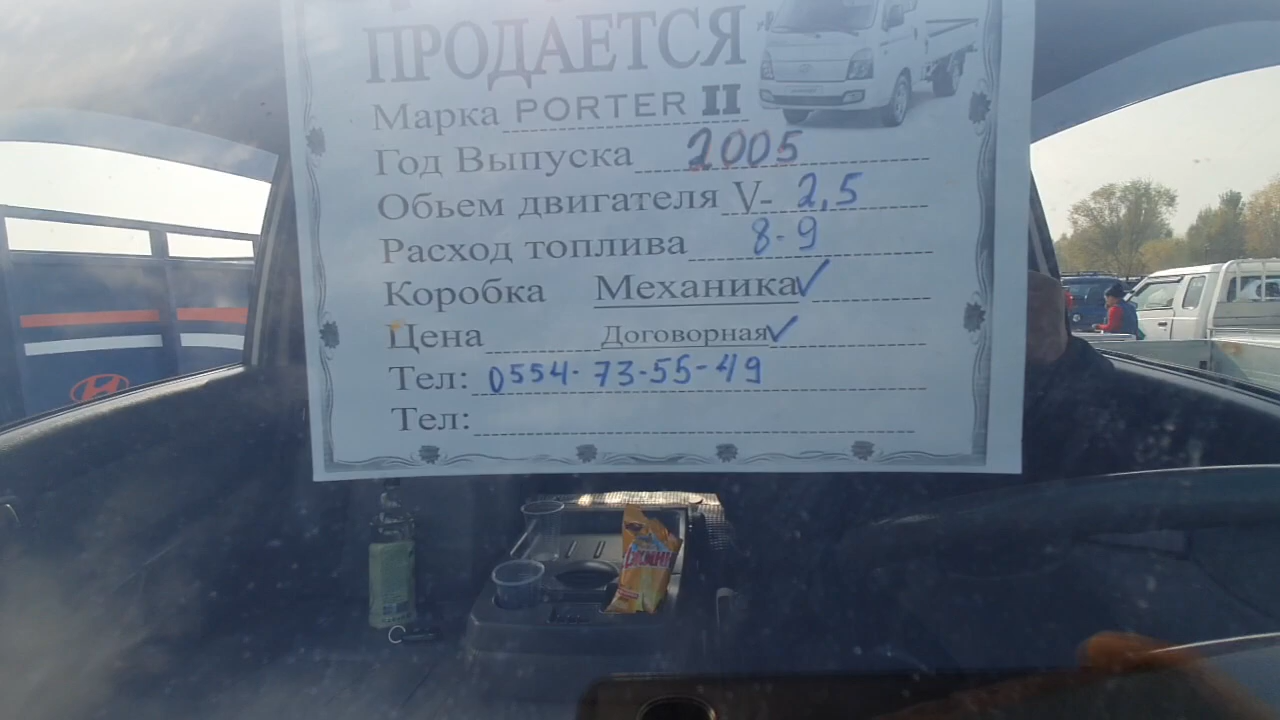 ПРОДАЕТСЯ
Марка PORTER II
Год Выпуска 2005
Обьем двигателя V- 2,5
Расход топлива 8-9
Коробка Механика✓
Цена Договорная✓
Тел: 0554-73-55-49
Тел: